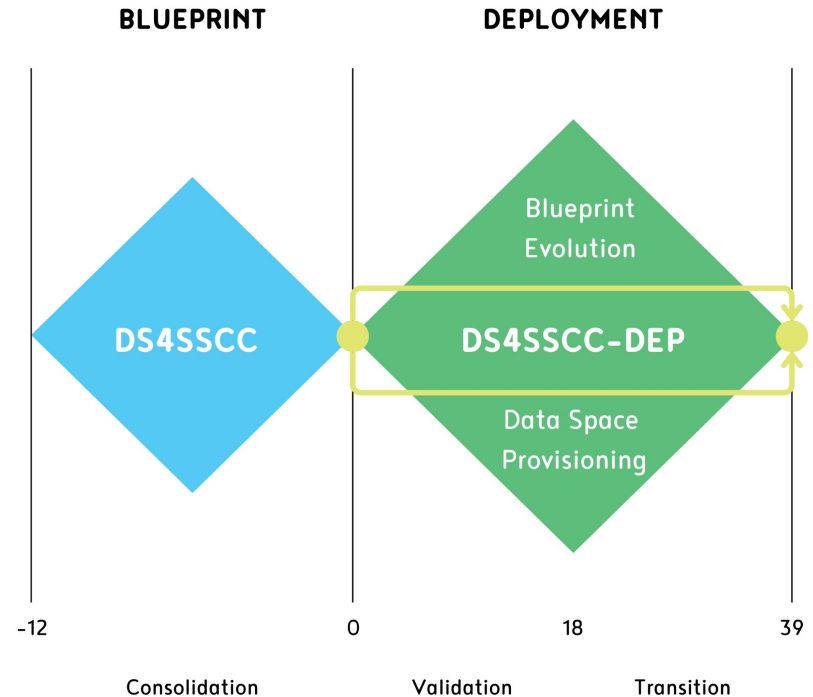 BLUEPRINT DEPLOYMENT
Blueprint
Evolution
DS4SSCC DS4SSCC-DEP
Data Space
Provisioning
-12 0 18 39
Consolidation Validation Transition